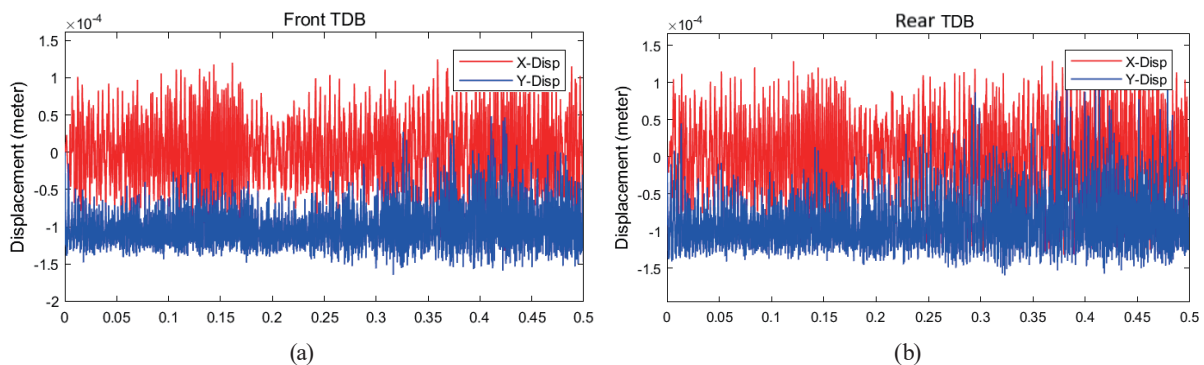 Front TDB
×10⁻⁴
1.5
1
0.5
0
-0.5
-1
-1.5
-2
Displacement (meter)
X-Disp
Y-Disp
0 0.05 0.1 0.15 0.2 0.25 0.3 0.35 0.4 0.45 0.5
(a)
Rear TDB
×10⁻⁴
1.5
1
0.5
0
-0.5
-1
-1.5
Displacement (meter)
X-Disp
Y-Disp
0 0.05 0.1 0.15 0.2 0.25 0.3 0.35 0.4 0.45 0.5
(b)